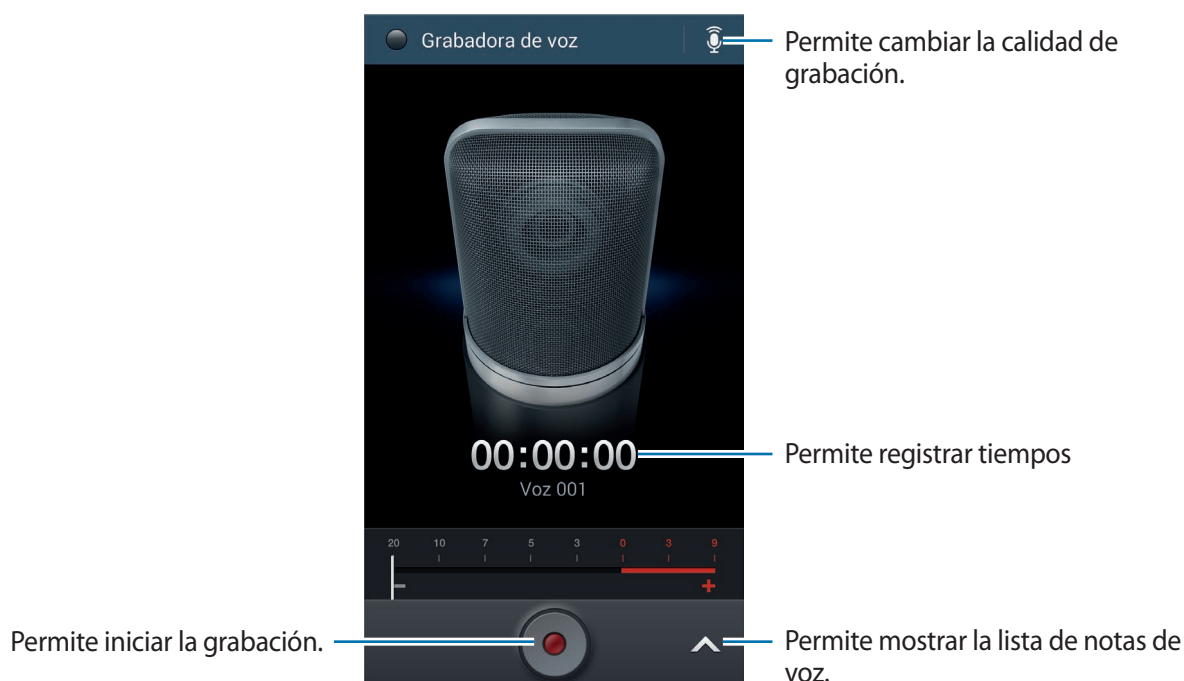 Grabadora de voz
Permite cambiar la calidad de
grabación.
00:00:00
Permite registrar tiempos
Voz 001
20 10 7 5 3 0 3 9
− +
Permite iniciar la grabación.
Permite mostrar la lista de notas de
voz.